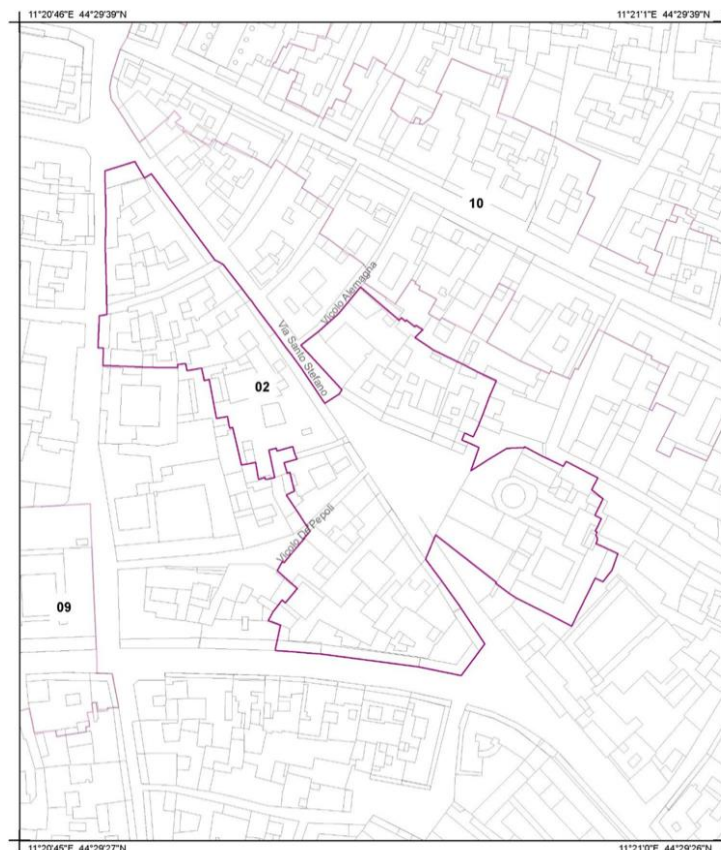 11°20'46"E 44°29'39"N
11°21'1"E 44°29'39"N
10
Vicolo Alemagna
Via Santo Stefano
02
Vicolo De' Pepoli
09
11°20'45"E 44°29'27"N
11°21'0"E 44°29'26"N